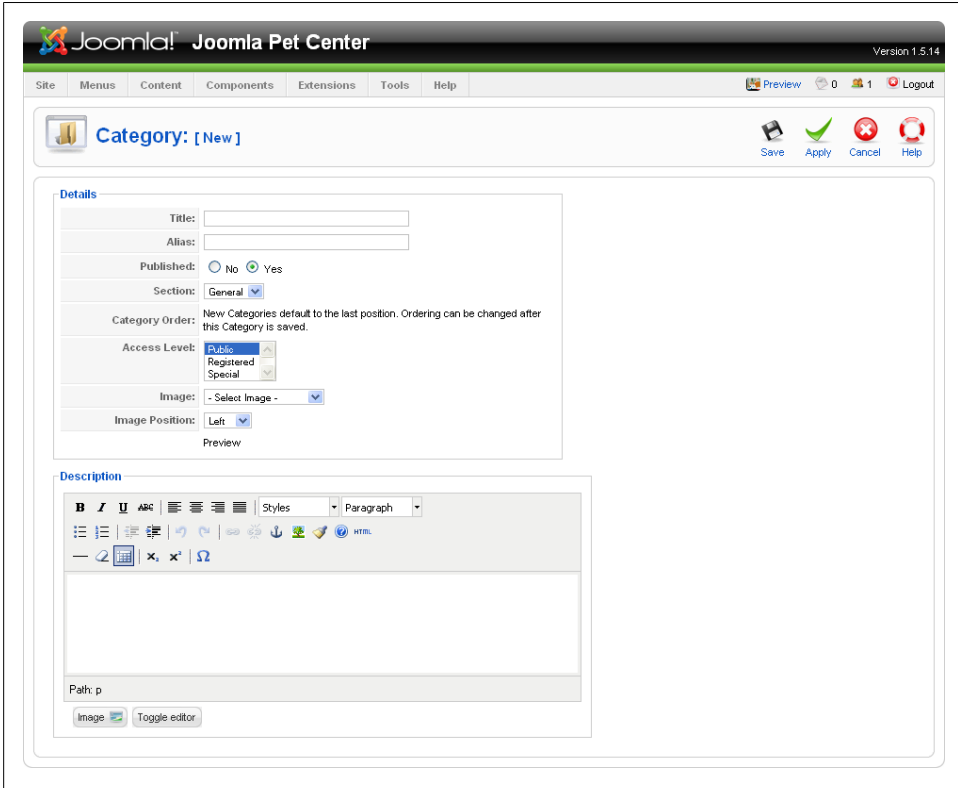 Joomla!® Joomla Pet Center
Version 1.5.14
Site Menus Content Components Extensions Tools Help Preview 0 1 Logout
Category: [ New ]
Save Apply Cancel Help
Details
Title:
Alias:
Published: No Yes
Section: General
Category Order: New Categories default to the last position. Ordering can be changed after
this Category is saved.
Access Level: Public
Registered
Special
Image: - Select Image -
Image Position: Left
Preview
Description
B I U ABC Styles Paragraph
HTML
x₂ x² Ω
Path: p
Image Toggle editor